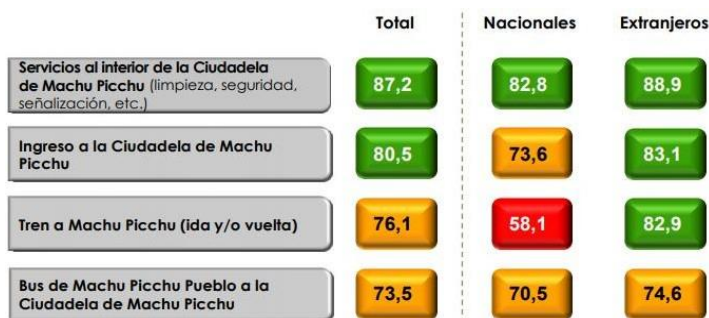 Total Nacionales Extranjeros
Servicios al interior de la Ciudadela
de Machu Picchu (limpieza, seguridad,
señalización, etc.)
87,2 82,8 88,9
Ingreso a la Ciudadela de Machu
Picchu
80,5 73,6 83,1
Tren a Machu Picchu (ida y/o vuelta)
76,1 58,1 82,9
Bus de Machu Picchu Pueblo a la
Ciudadela de Machu Picchu
73,5 70,5 74,6